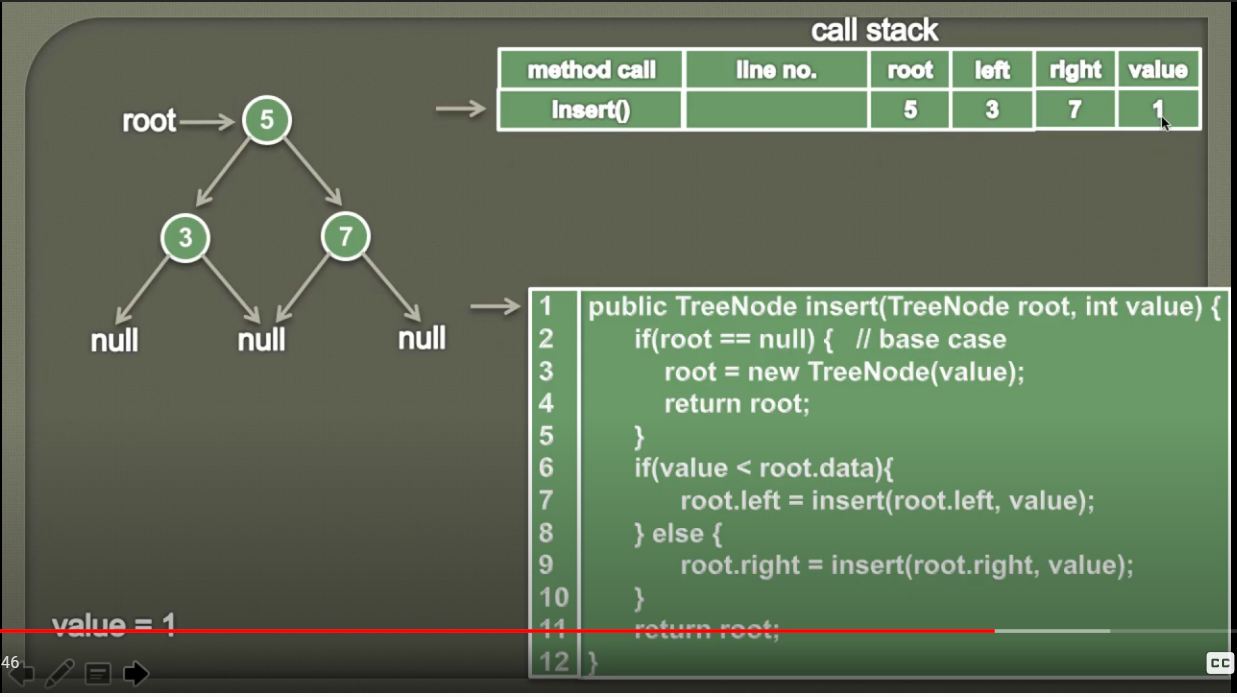 call stack
method call line no. root left right value
insert() 5 3 7 1
root 5
3 7
null null null
1 public TreeNode insert(TreeNode root, int value) {
2 if(root == null) { // base case
3 root = new TreeNode(value);
4 return root;
5 }
6 if(value < root.data){
7 root.left = insert(root.left, value);
8 } else {
9 root.right = insert(root.right, value);
10 }
11 return root;
12 }
value = 1
46
CC